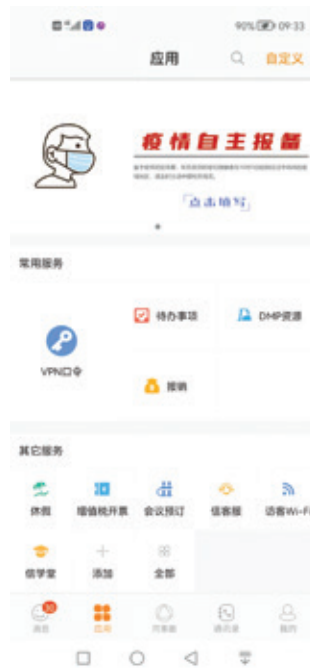 90% 09:33
应用
自定义
疫情自主报备
点击填写
常用服务
VPN口令
待办事项
DMP资源
报销
其它服务
休假
增值税开票
会议预订
信客服
访客Wi-Fi
信学堂
添加
全部
消息
应用
通讯录
我的